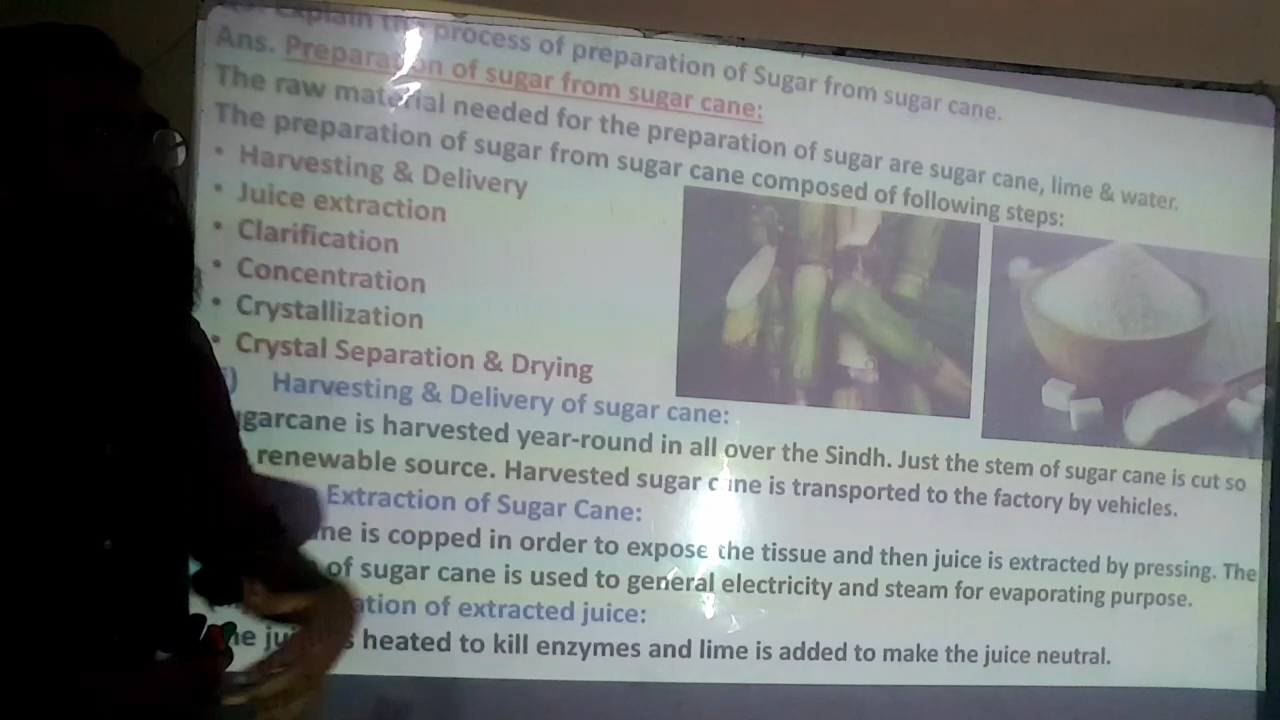 Explain the process of preparation of Sugar from sugar cane.
Ans. Preparation of sugar from sugar cane:
The raw material needed for the preparation of sugar are sugar cane, lime & water.
The preparation of sugar from sugar cane composed of following steps:
• Harvesting & Delivery
• Juice extraction
• Clarification
• Concentration
• Crystallization
• Crystal Separation & Drying
) Harvesting & Delivery of sugar cane:
garcane is harvested year-round in all over the Sindh. Just the stem of sugar cane is cut so
renewable source. Harvested sugar cane is transported to the factory by vehicles.
Extraction of Sugar Cane:
ne is copped in order to expose the tissue and then juice is extracted by pressing. The
of sugar cane is used to general electricity and steam for evaporating purpose.
ation of extracted juice:
he heated to kill enzymes and lime is added to make the juice neutral.